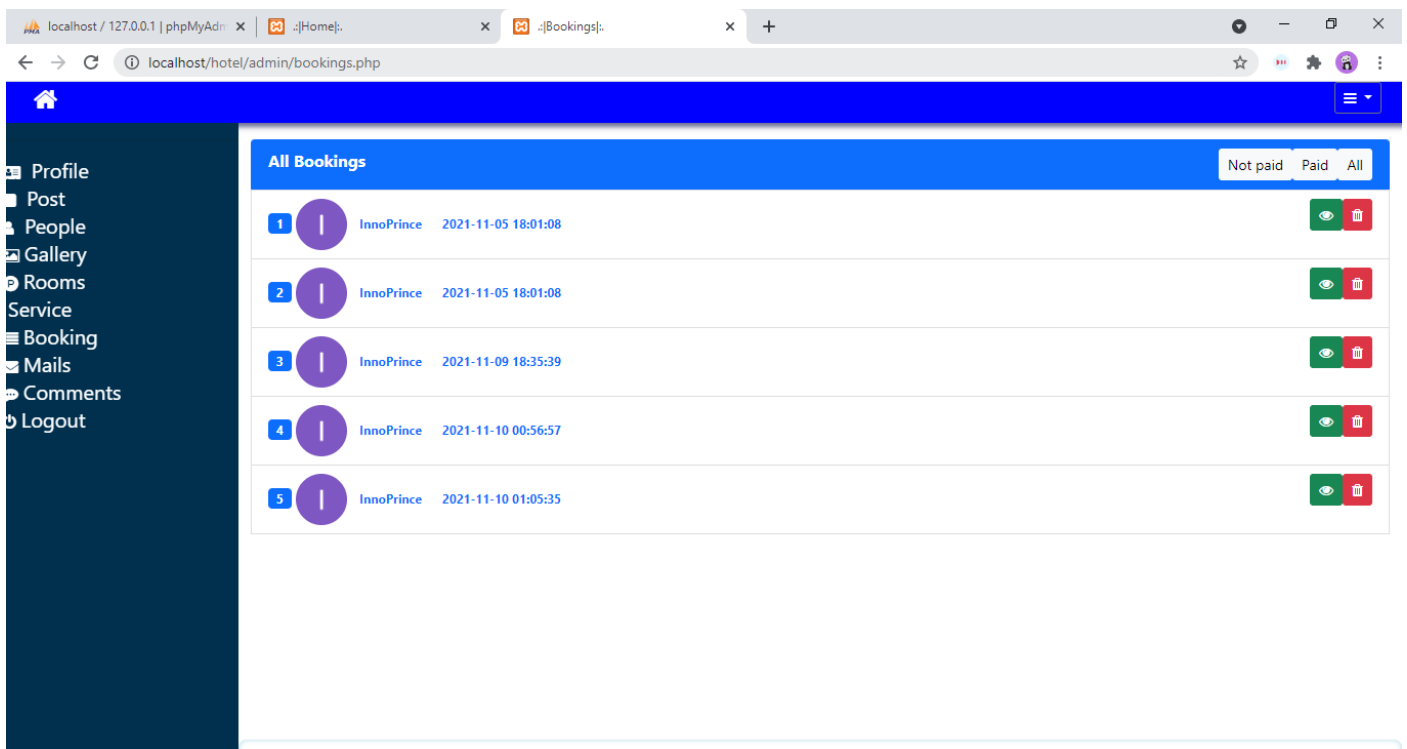 localhost / 127.0.0.1 | phpMyAdm
.:|Home|:.
.:|Bookings|:.
localhost/hotel/admin/bookings.php
Profile
Post
People
Gallery
Rooms
Service
Booking
Mails
Comments
Logout
All Bookings
Not paid Paid All
1 I InnoPrince 2021-11-05 18:01:08
2 I InnoPrince 2021-11-05 18:01:08
3 I InnoPrince 2021-11-09 18:35:39
4 I InnoPrince 2021-11-10 00:56:57
5 I InnoPrince 2021-11-10 01:05:35